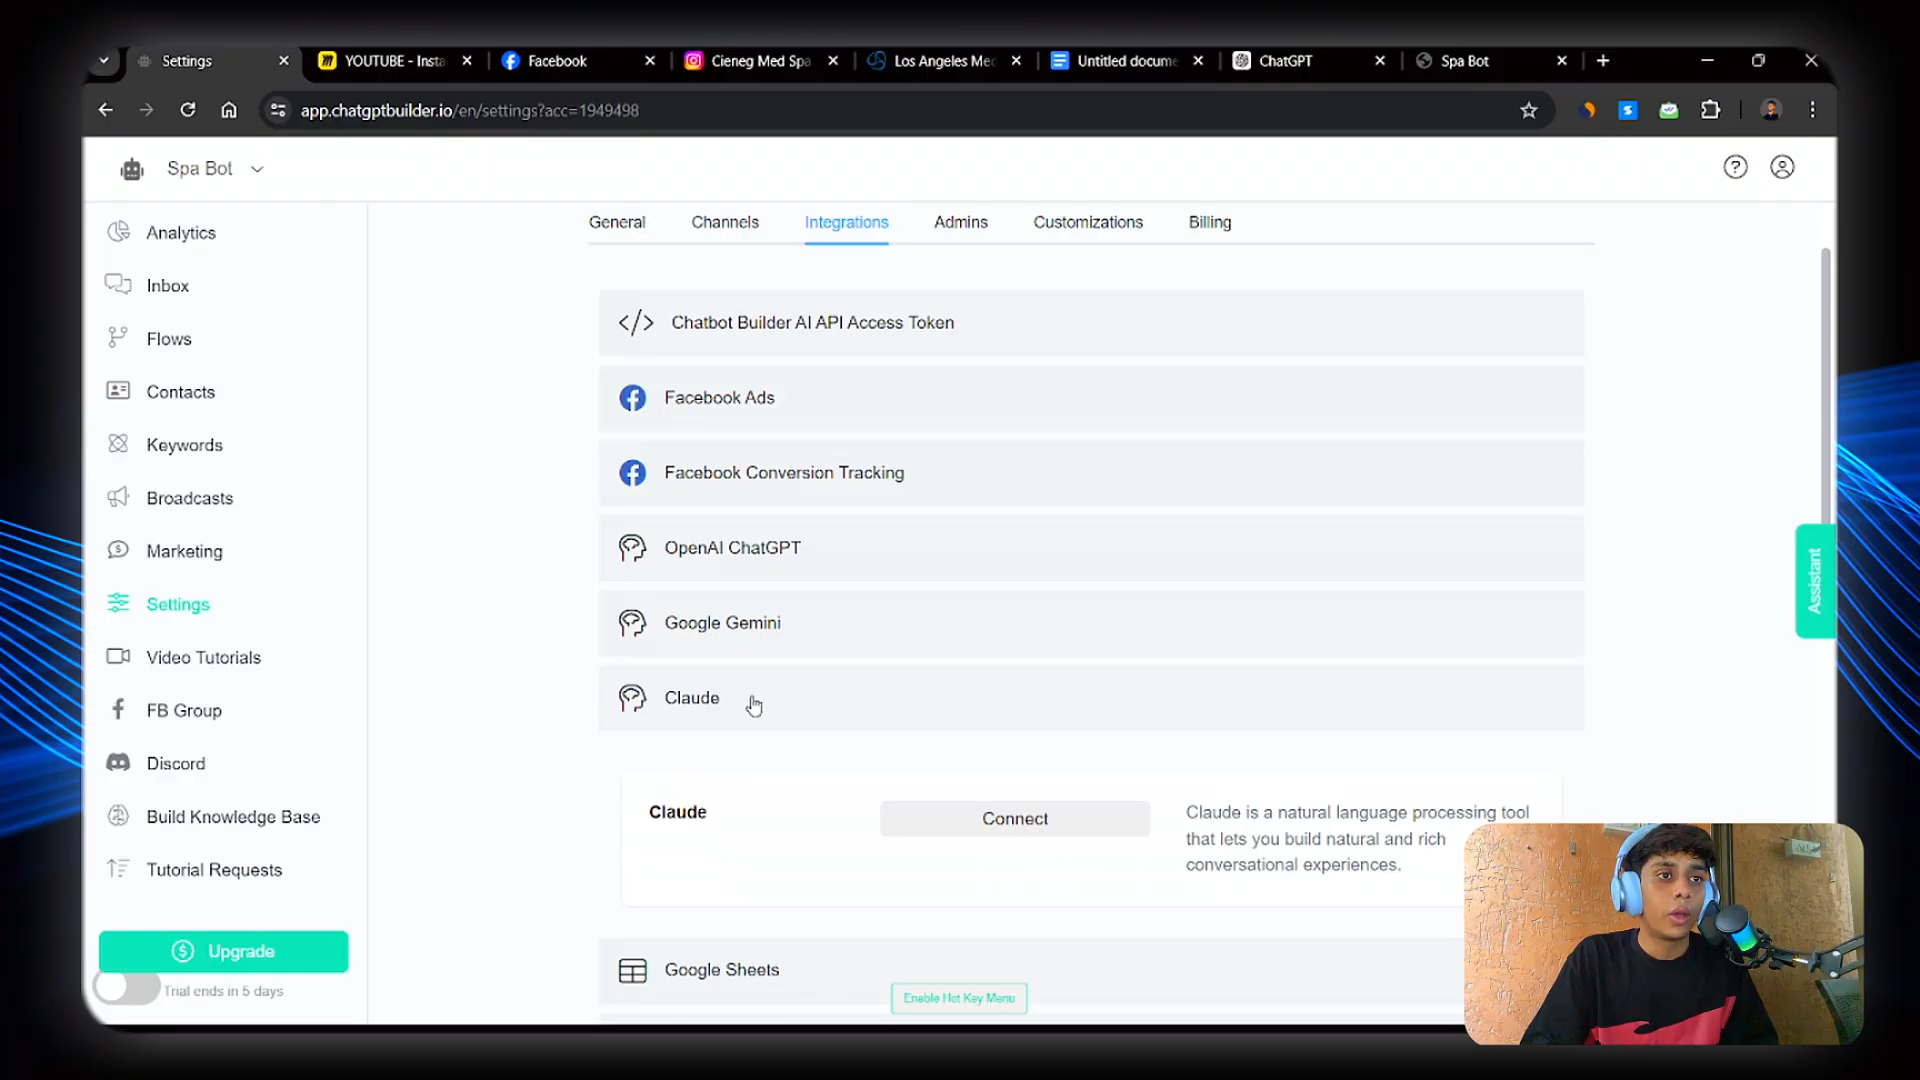 Settings
YOUTUBE - Insta
Facebook
Cieneg Med Spa
Los Angeles Me
Untitled docume
ChatGPT
Spa Bot
app.chatgptbuilder.io/en/settings?acc=1949498
Spa Bot
General
Channels
Integrations
Admins
Customizations
Billing
Analytics
Inbox
Flows
Contacts
Keywords
Broadcasts
Marketing
Settings
Video Tutorials
FB Group
Discord
Build Knowledge Base
Tutorial Requests
Upgrade
Trial ends in 5 days
Chatbot Builder AI API Access Token
Facebook Ads
Facebook Conversion Tracking
OpenAI ChatGPT
Google Gemini
Claude
Claude
Connect
Claude is a natural language processing tool
that lets you build natural and rich
conversational experiences.
Google Sheets
Enable Hot Key Menu
Assistant